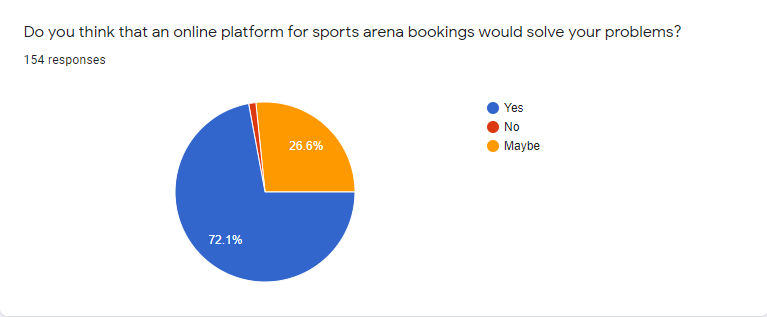 Do you think that an online platform for sports arena bookings would solve your problems?
154 responses
Yes
No
Maybe
26.6%
72.1%